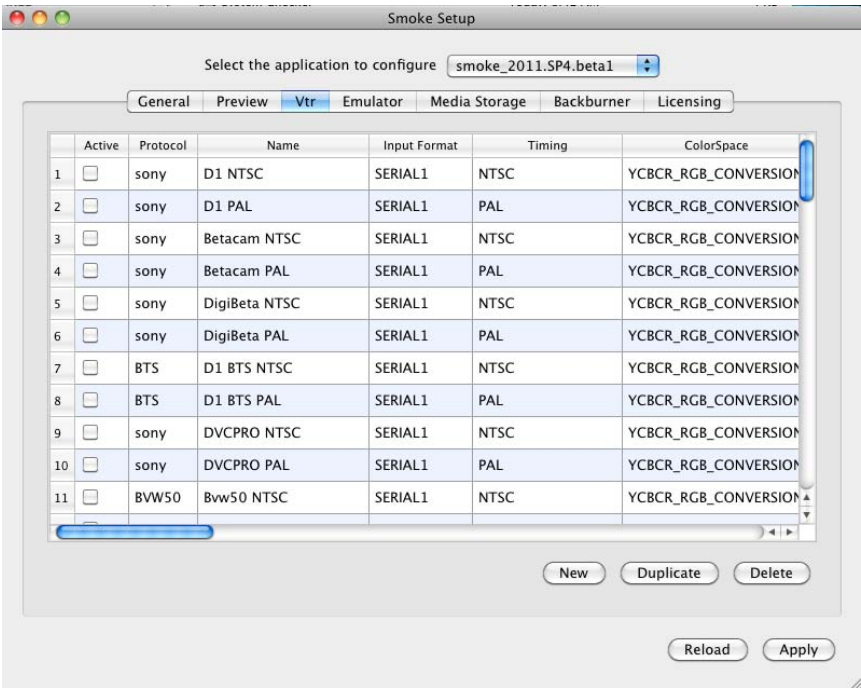 Smoke Setup
Select the application to configure smoke_2011.SP4.beta1
General Preview Vtr Emulator Media Storage Backburner Licensing
Active Protocol Name Input Format Timing ColorSpace
1 sony D1 NTSC SERIAL1 NTSC YCBCR_RGB_CONVERSION
2 sony D1 PAL SERIAL1 PAL YCBCR_RGB_CONVERSION
3 sony Betacam NTSC SERIAL1 NTSC YCBCR_RGB_CONVERSION
4 sony Betacam PAL SERIAL1 PAL YCBCR_RGB_CONVERSION
5 sony DigiBeta NTSC SERIAL1 NTSC YCBCR_RGB_CONVERSION
6 sony DigiBeta PAL SERIAL1 PAL YCBCR_RGB_CONVERSION
7 BTS D1 BTS NTSC SERIAL1 NTSC YCBCR_RGB_CONVERSION
8 BTS D1 BTS PAL SERIAL1 PAL YCBCR_RGB_CONVERSION
9 sony DVCPRO NTSC SERIAL1 NTSC YCBCR_RGB_CONVERSION
10 sony DVCPRO PAL SERIAL1 PAL YCBCR_RGB_CONVERSION
11 BVW50 Bvw50 NTSC SERIAL1 NTSC YCBCR_RGB_CONVERSION
New Duplicate Delete
Reload Apply